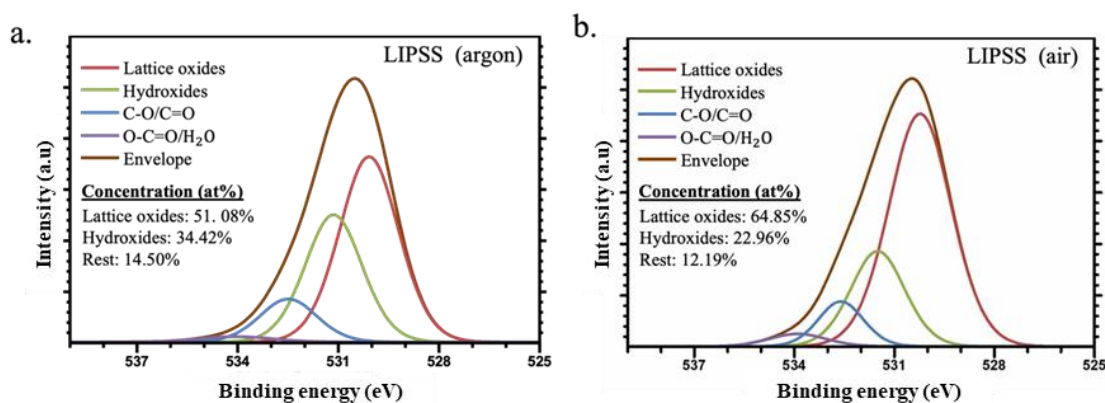 a.
LIPSS (argon)
Lattice oxides
Hydroxides
C-O/C=O
O-C=O/H₂O
Envelope
Concentration (at%)
Lattice oxides: 51. 08%
Hydroxides: 34.42%
Rest: 14.50%
Intensity (a.u)
537 534 531 528 525
Binding energy (eV)
b.
LIPSS (air)
Lattice oxides
Hydroxides
C-O/C=O
O-C=O/H₂O
Envelope
Concentration (at%)
Lattice oxides: 64.85%
Hydroxides: 22.96%
Rest: 12.19%
Intensity (a.u)
537 534 531 528 525
Binding energy (eV)